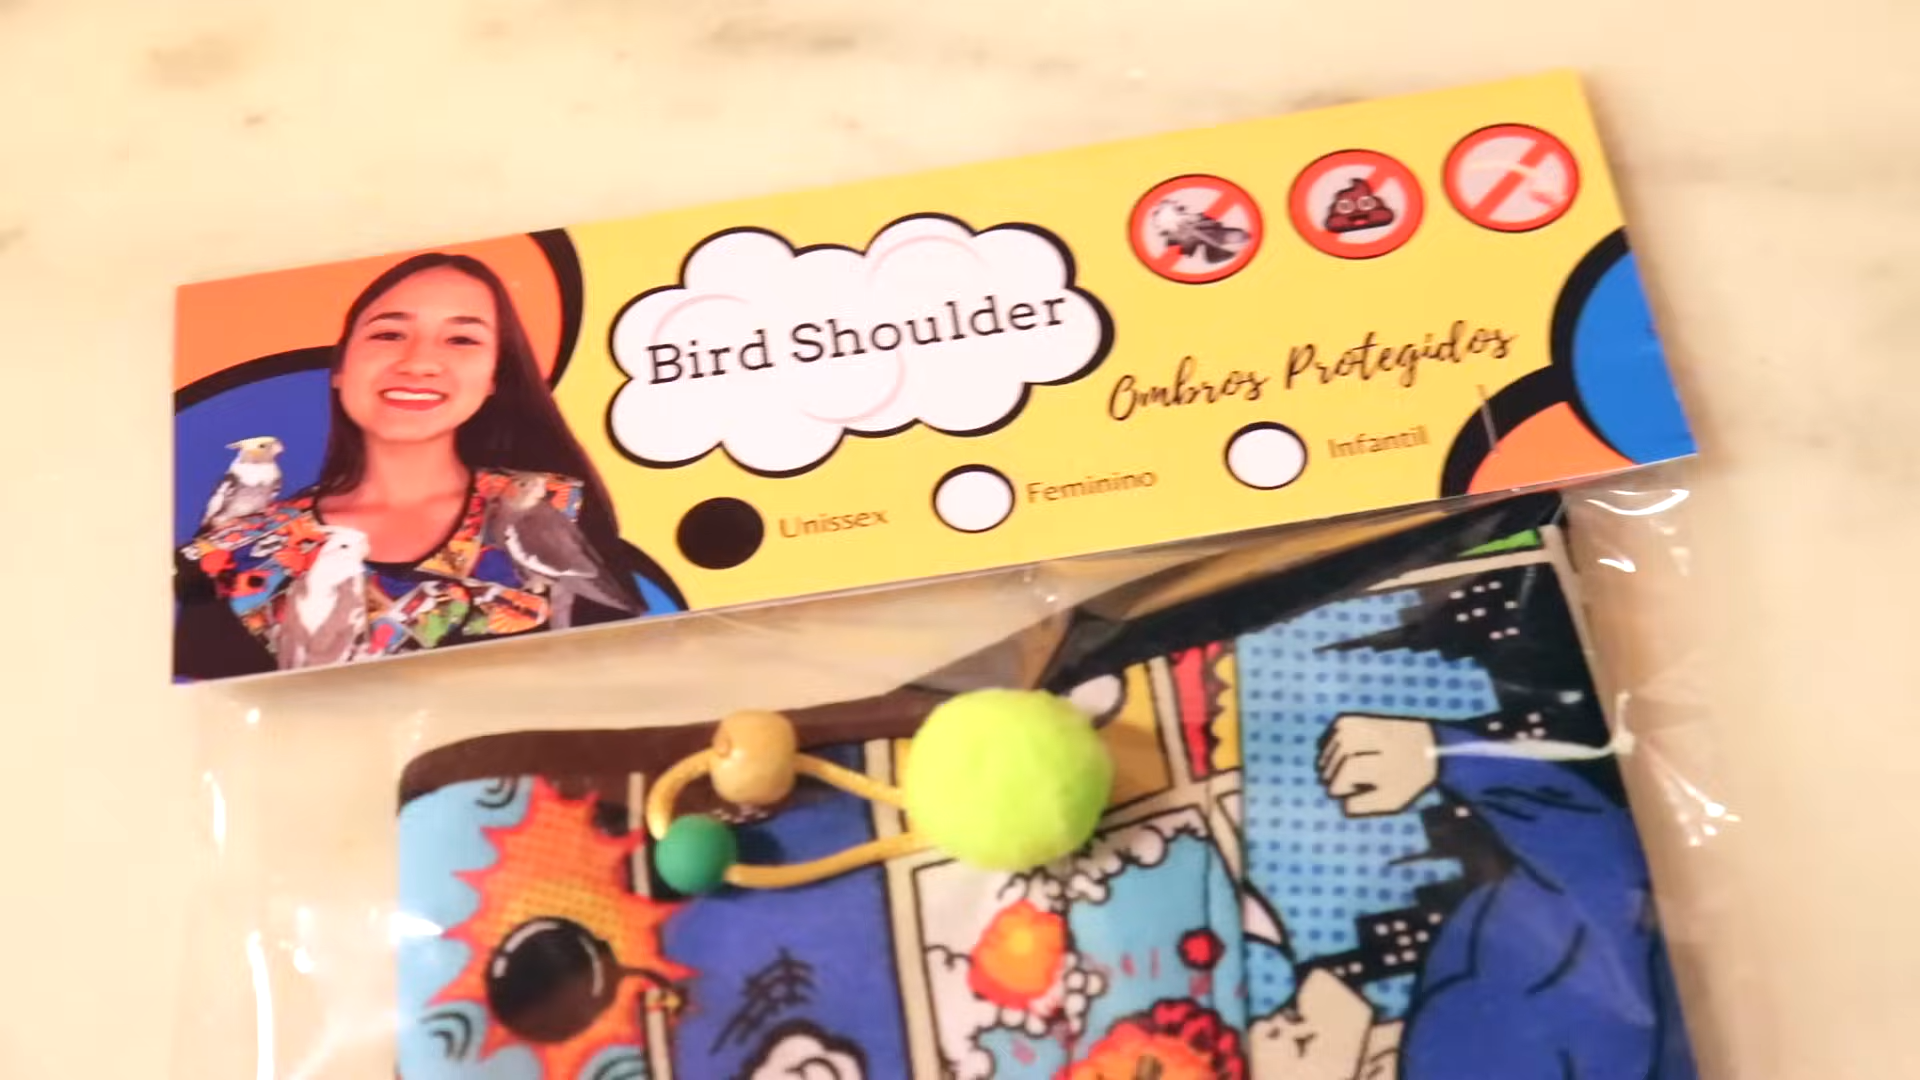 Bird Shoulder
Ombros Protegidos
Unissex
Feminino
Infantil